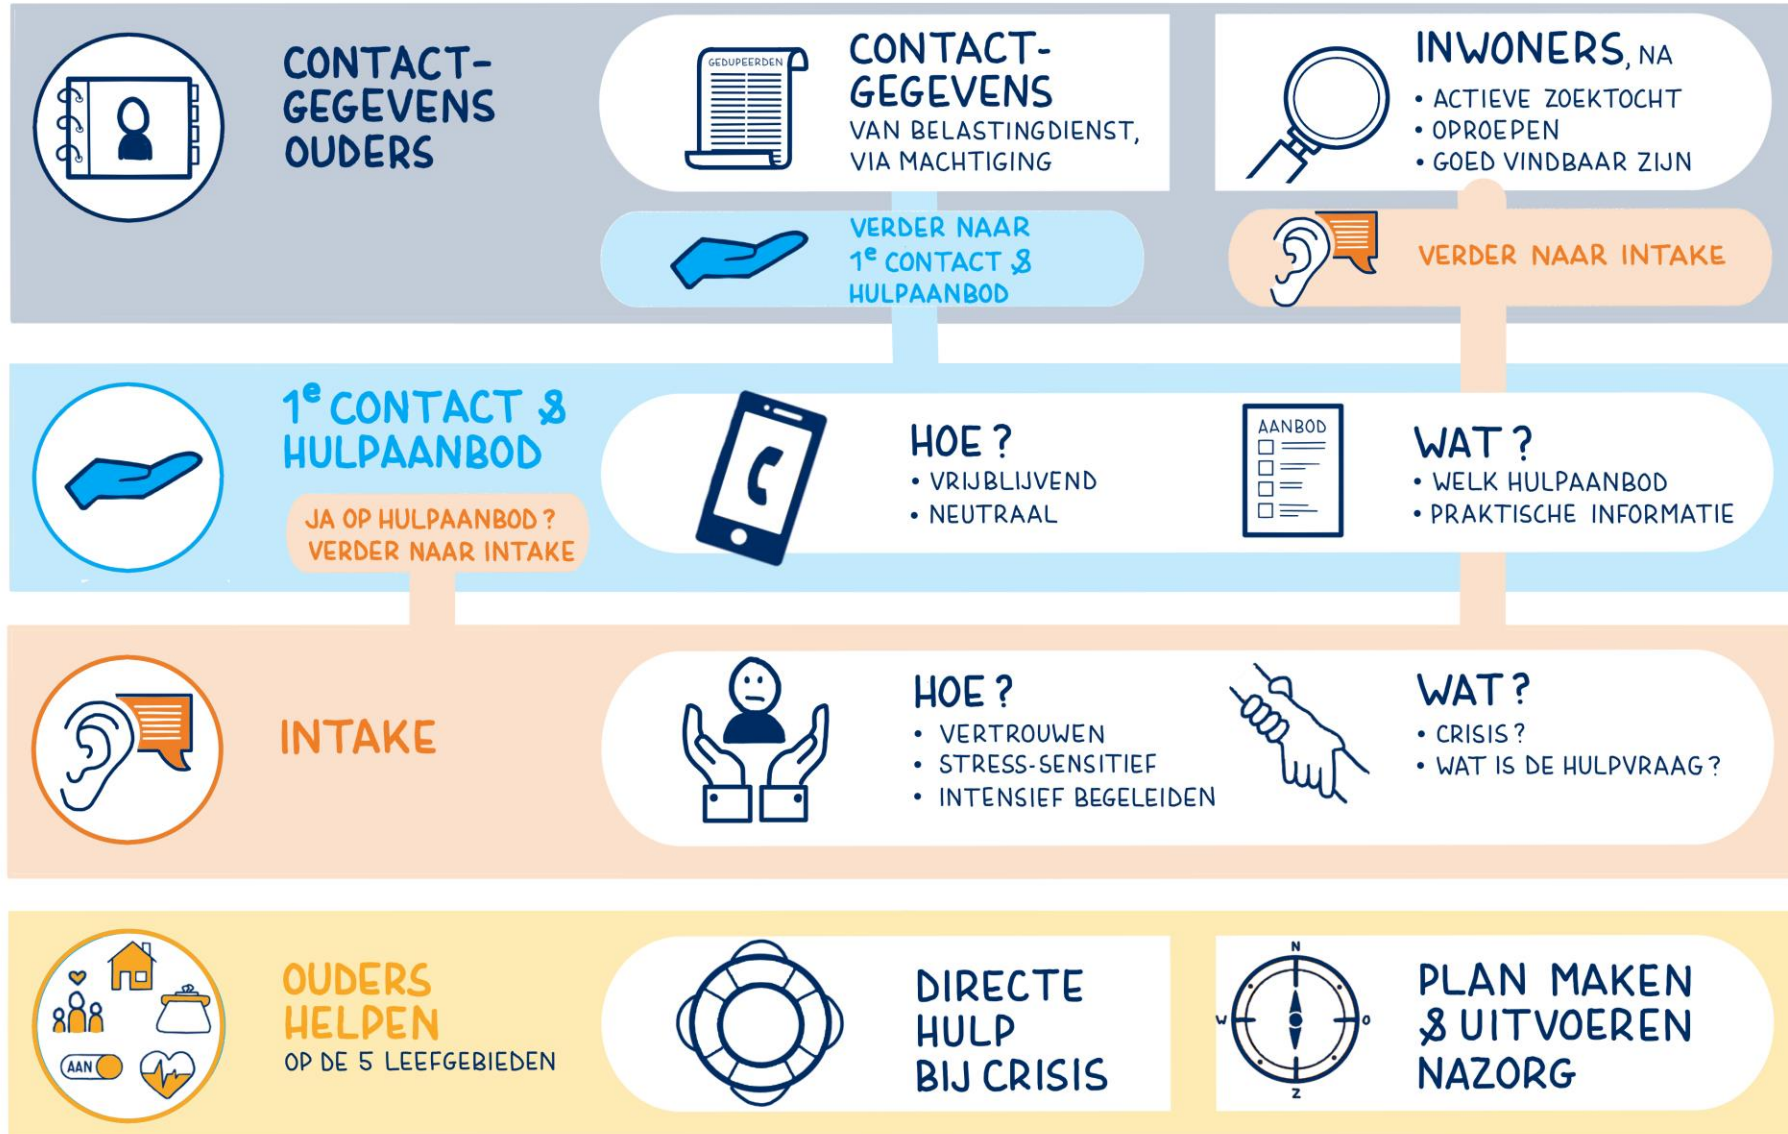 CONTACT-
GEGEVENS
OUDERS
GEDUPEERDEN
CONTACT-
GEGEVENS
VAN BELASTINGDIENST,
VIA MACHTIGING
INWONERS, NA
• ACTIEVE ZOEKTOCHT
• OPROEPEN
• GOED VINDBAAR ZIJN
VERDER NAAR
1e CONTACT &
HULPAANBOD
VERDER NAAR INTAKE
1e CONTACT &
HULPAANBOD
JA OP HULPAANBOD?
VERDER NAAR INTAKE
HOE?
• VRIJBLIJVEND
• NEUTRAAL
AANBOD
WAT?
• WELK HULPAANBOD
• PRAKTISCHE INFORMATIE
INTAKE
HOE?
• VERTROUWEN
• STRESS-SENSITIEF
• INTENSIEF BEGELEIDEN
WAT?
• CRISIS?
• WAT IS DE HULPVRAAG?
AAN
OUDERS
HELPEN
OP DE 5 LEEFGEBIEDEN
DIRECTE
HULP
BIJ CRISIS
N
W
O
Z
PLAN MAKEN
& UITVOEREN
NAZORG